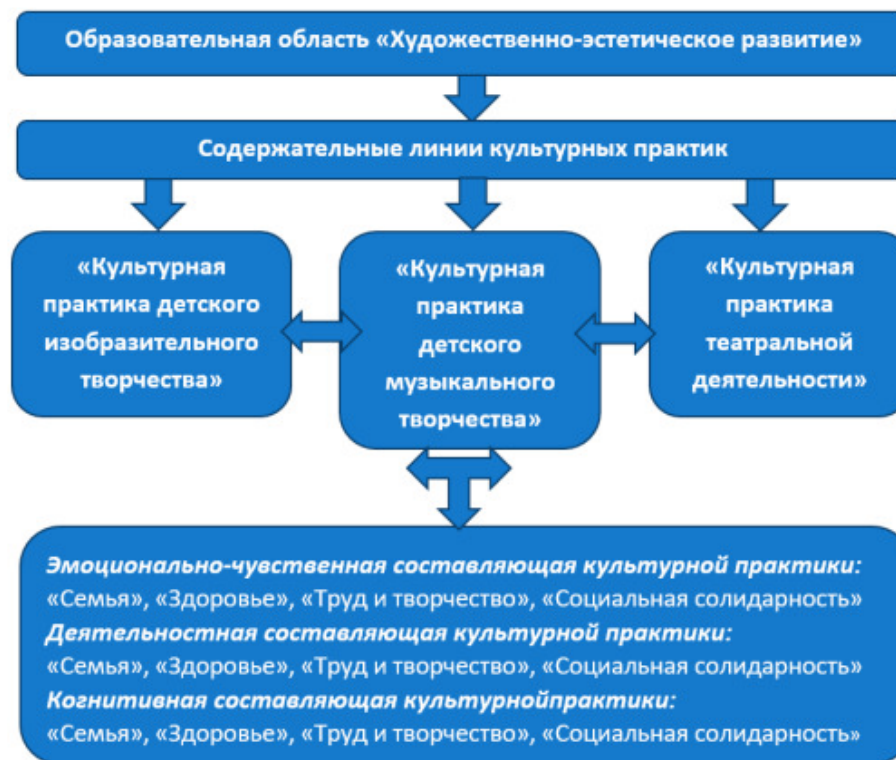 Образовательная область «Художественно-эстетическое развитие»
Содержательные линии культурных практик
«Культурная
практика детского
изобразительного
творчества»
«Культурная
практика
детского
музыкального
творчества»
«Культурная
практика
театральной
деятельности»
Эмоционально-чувственная составляющая культурной практики:
«Семья», «Здоровье», «Труд и творчество», «Социальная солидарность»
Деятельностная составляющая культурной практики:
«Семья», «Здоровье», «Труд и творчество», «Социальная солидарность»
Когнитивная составляющая культурнойпрактики:
«Семья», «Здоровье», «Труд и творчество», «Социальная солидарность»